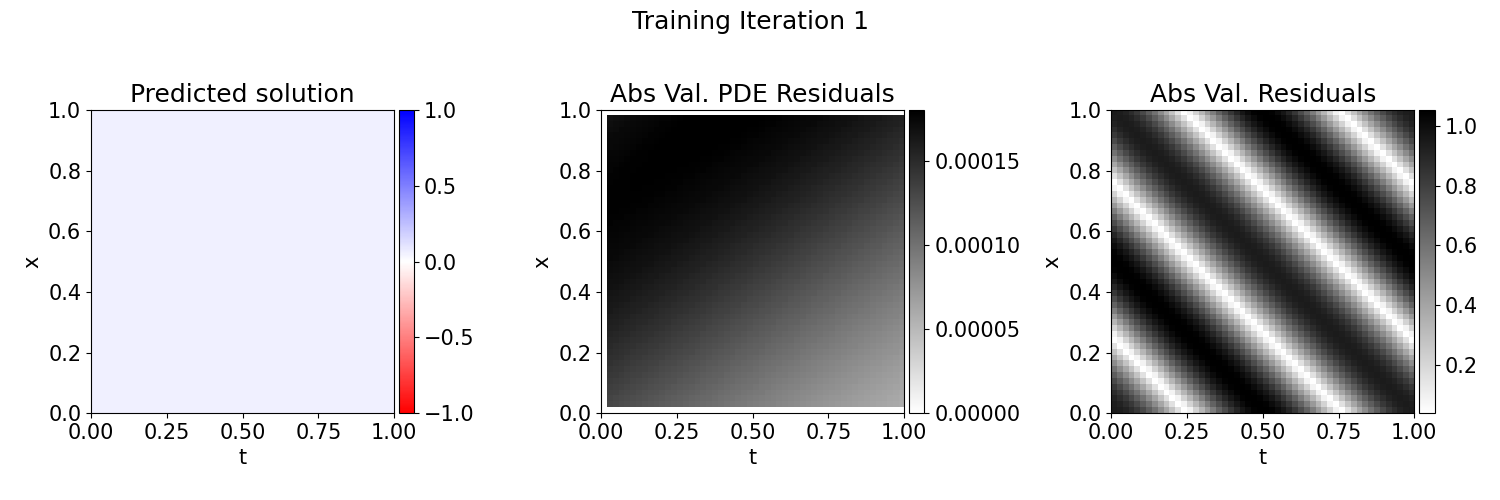 Training Iteration 1
Predicted solution
1.0
0.8
0.6
0.4
0.2
0.0
x
0.00 0.25 0.50 0.75 1.00
t
1.0
0.5
0.0
−0.5
−1.0
Abs Val. PDE Residuals
1.0
0.8
0.6
0.4
0.2
0.0
x
0.00 0.25 0.50 0.75 1.00
t
0.00015
0.00010
0.00005
0.00000
Abs Val. Residuals
1.0
0.8
0.6
0.4
0.2
0.0
x
0.00 0.25 0.50 0.75 1.00
t
1.0
0.8
0.6
0.4
0.2